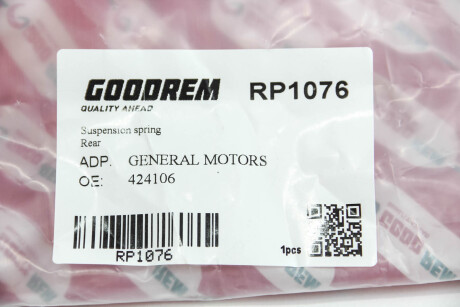 GOODREM RP1076
QUALITY AHEAD
Suspension spring
Rear
ADP. GENERAL MOTORS
OE: 424106
RP1076
1pcs